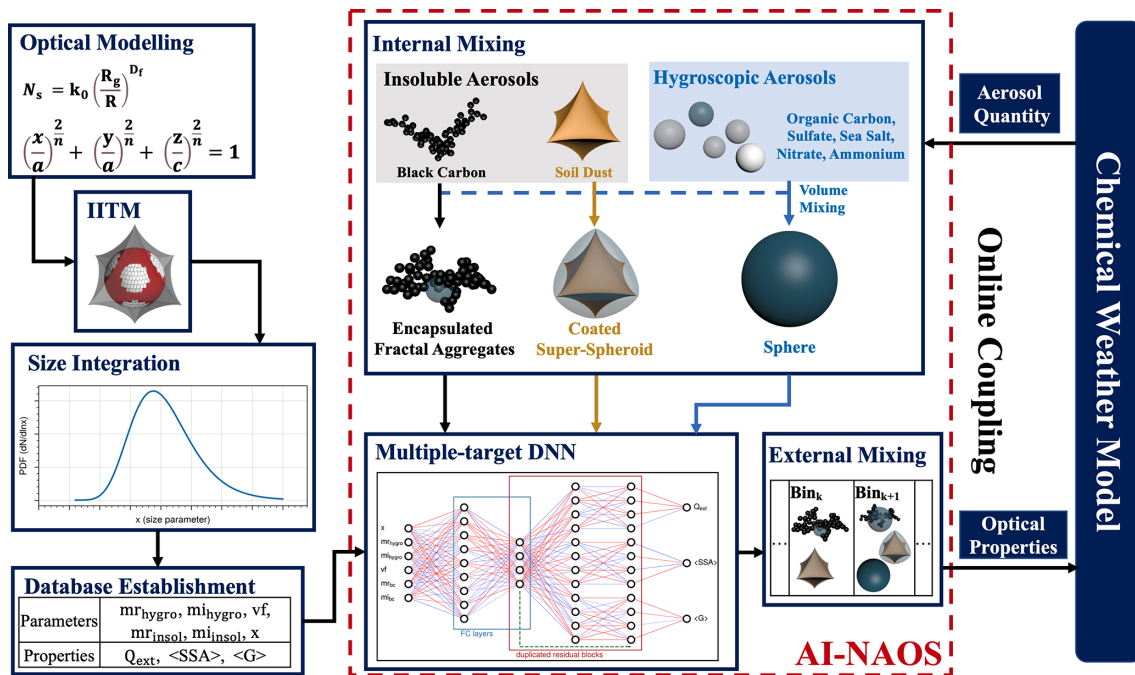 Optical Modelling
N_s = k_0 (R_g / R)^{D_f}
(x/a)^{2/n} + (y/a)^{2/n} + (z/c)^{2/n} = 1
IITM
Size Integration
PDF (dN/dlnx)
x (size parameter)
Database Establishment
Parameters
mr_hygro, mi_hygro, vf,
mr_insol, mi_insol, x
Properties
Q_ext, <SSA>, <G>
Internal Mixing
Insoluble Aerosols
Black Carbon
Soil Dust
Hygroscopic Aerosols
Organic Carbon,
Sulfate, Sea Salt,
Nitrate, Ammonium
Volume
Mixing
Encapsulated
Fractal Aggregates
Coated
Super-Spheroid
Sphere
Multiple-target DNN
x
mr_hygro
mi_hygro
vf
mr_bc
mi_bc
FC layers
duplicated residual blocks
Q_ext
<SSA>
<G>
External Mixing
Bin_k
Bin_{k+1}
...
...
AI-NAOS
Online Coupling
Aerosol
Quantity
Optical
Properties
Chemical Weather Model